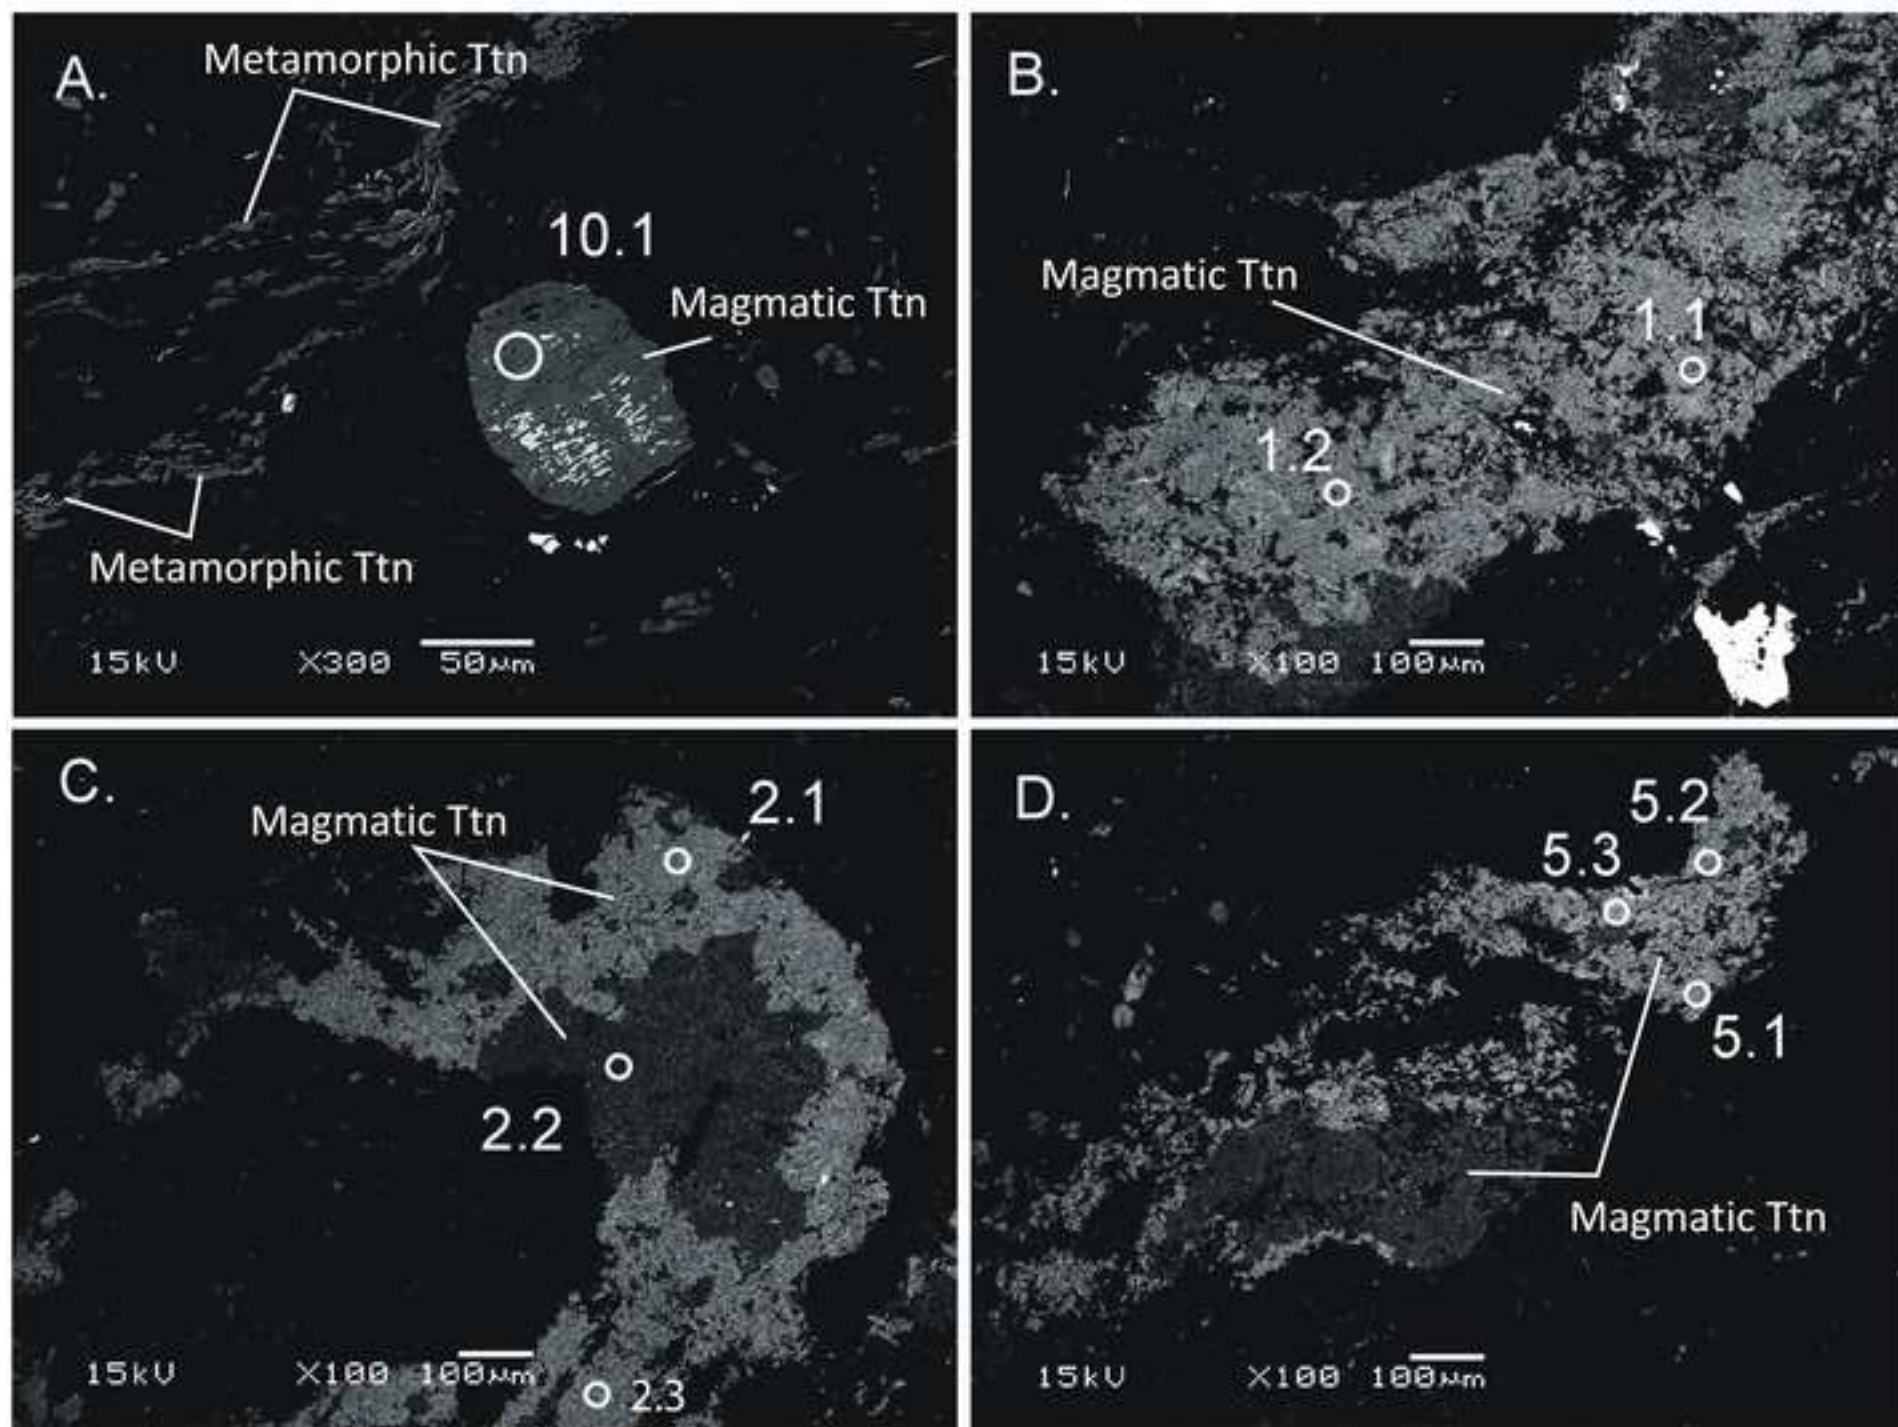 A.
Metamorphic Ttn
10.1
Magmatic Ttn
Metamorphic Ttn
15kV X300 50µm
B.
Magmatic Ttn
1.1
1.2
15kV X100 100µm
C.
Magmatic Ttn
2.1
2.2
15kV X100 100µm
2.3
D.
5.2
5.3
5.1
Magmatic Ttn
15kV X100 100µm